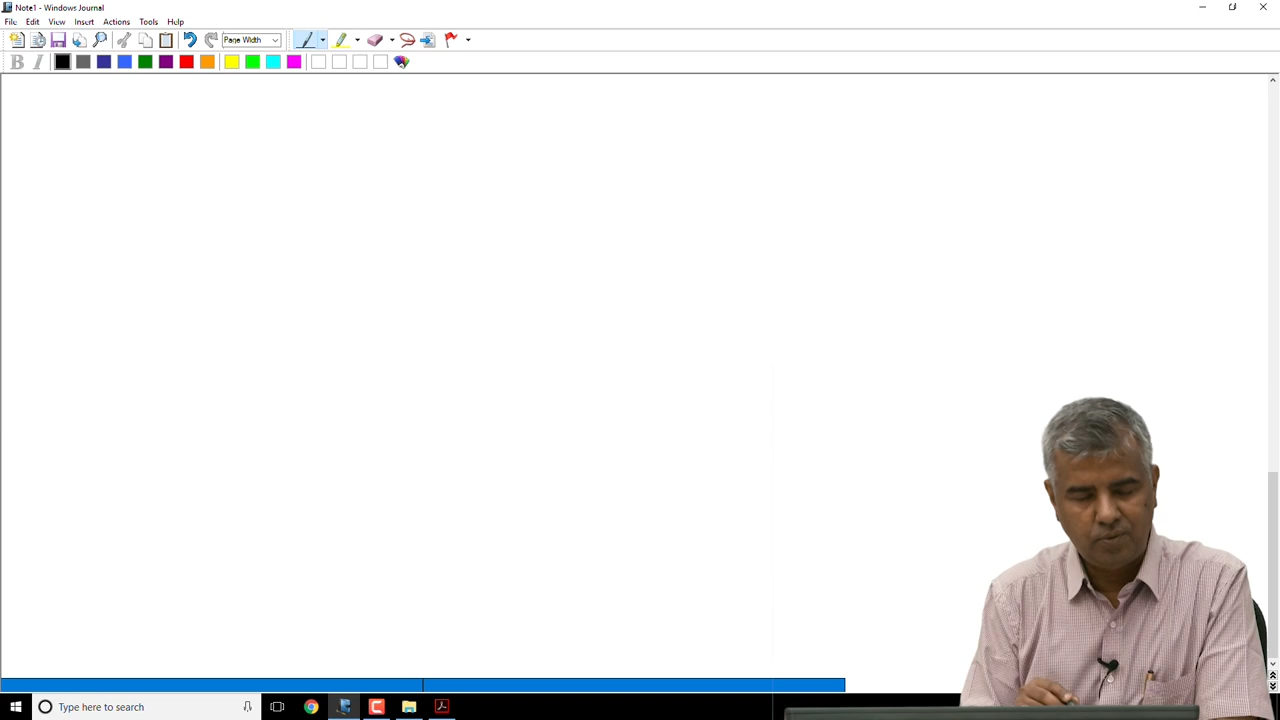 Note1 - Windows Journal
File Edit View Insert Actions Tools Help
Page Width
B I
Type here to search